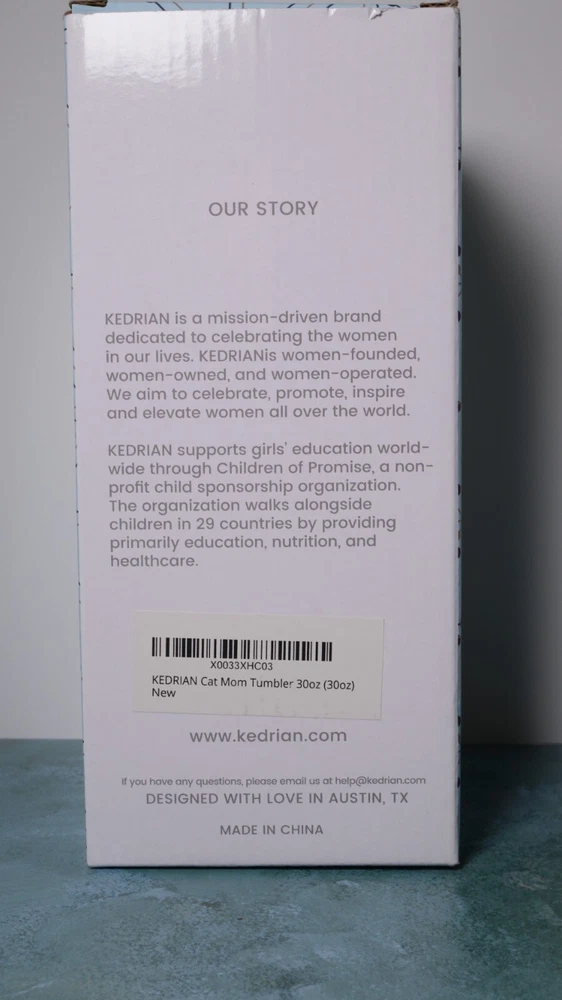 OUR STORY
KEDRIAN is a mission-driven brand
dedicated to celebrating the women
in our lives. KEDRIANis women-founded,
women-owned, and women-operated.
We aim to celebrate, promote, inspire
and elevate women all over the world.
KEDRIAN supports girls' education world-
wide through Children of Promise, a non-
profit child sponsorship organization.
The organization walks alongside
children in 29 countries by providing
primarily education, nutrition, and
healthcare.
X0033XHC03
KEDRIAN Cat Mom Tumbler 30oz (30oz)
New
www.kedrian.com
If you have any questions, please email us at help@kedrian.com
DESIGNED WITH LOVE IN AUSTIN, TX
MADE IN CHINA